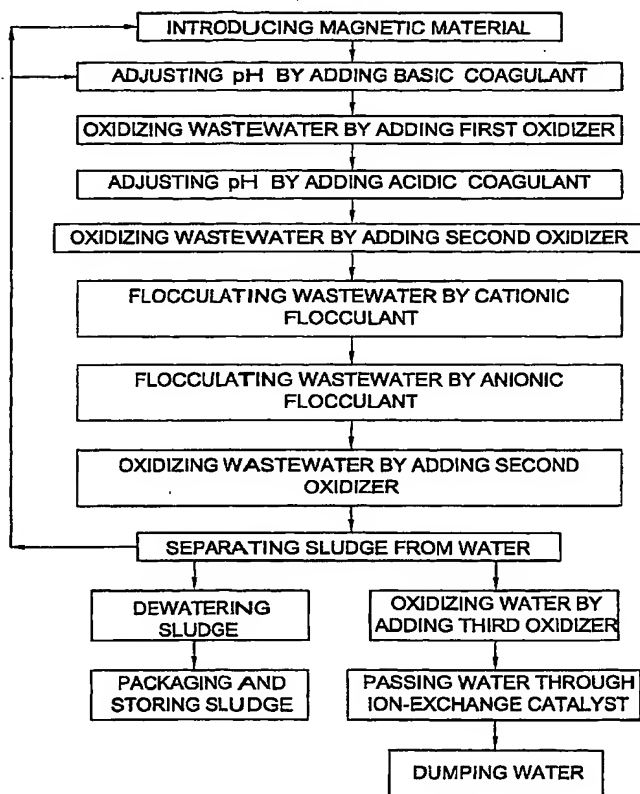 INTRODUCING MAGNETIC MATERIAL
ADJUSTING pH BY ADDING BASIC COAGULANT
OXIDIZING WASTEWATER BY ADDING FIRST OXIDIZER
ADJUSTING pH BY ADDING ACIDIC COAGULANT
OXIDIZING WASTEWATER BY ADDING SECOND OXIDIZER
FLOCCULATING WASTEWATER BY CATIONIC
FLOCCULANT
FLOCCULATING WASTEWATER BY ANIONIC
FLOCCULANT
OXIDIZING WASTEWATER BY ADDING SECOND
OXIDIZER
SEPARATING SLUDGE FROM WATER
DEWATERING
SLUDGE
PACKAGING AND
STORING SLUDGE
OXIDIZING WATER BY
ADDING THIRD OXIDIZER
PASSING WATER THROUGH
ION-EXCHANGE CATALYST
DUMPING WATER